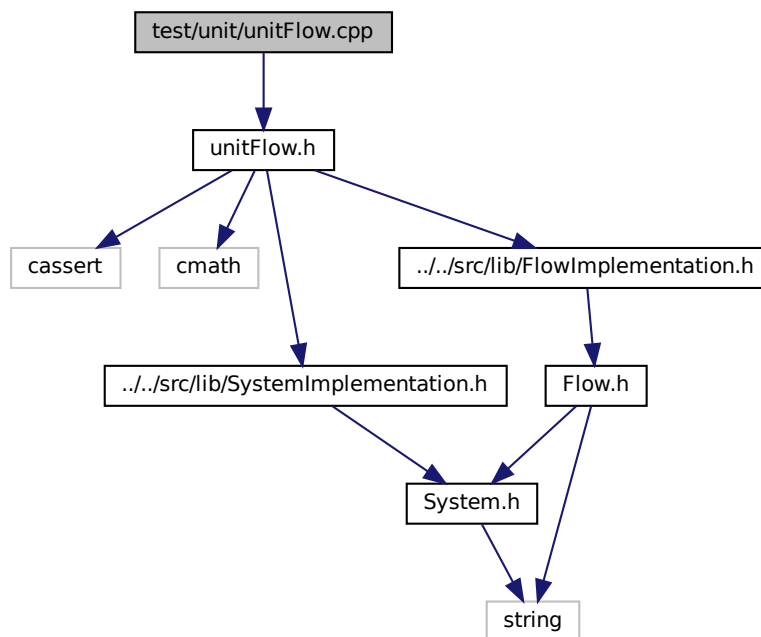 test/unit/unitFlow.cpp
unitFlow.h
cassert
cmath
../../src/lib/FlowImplementation.h
../../src/lib/SystemImplementation.h
Flow.h
System.h
string